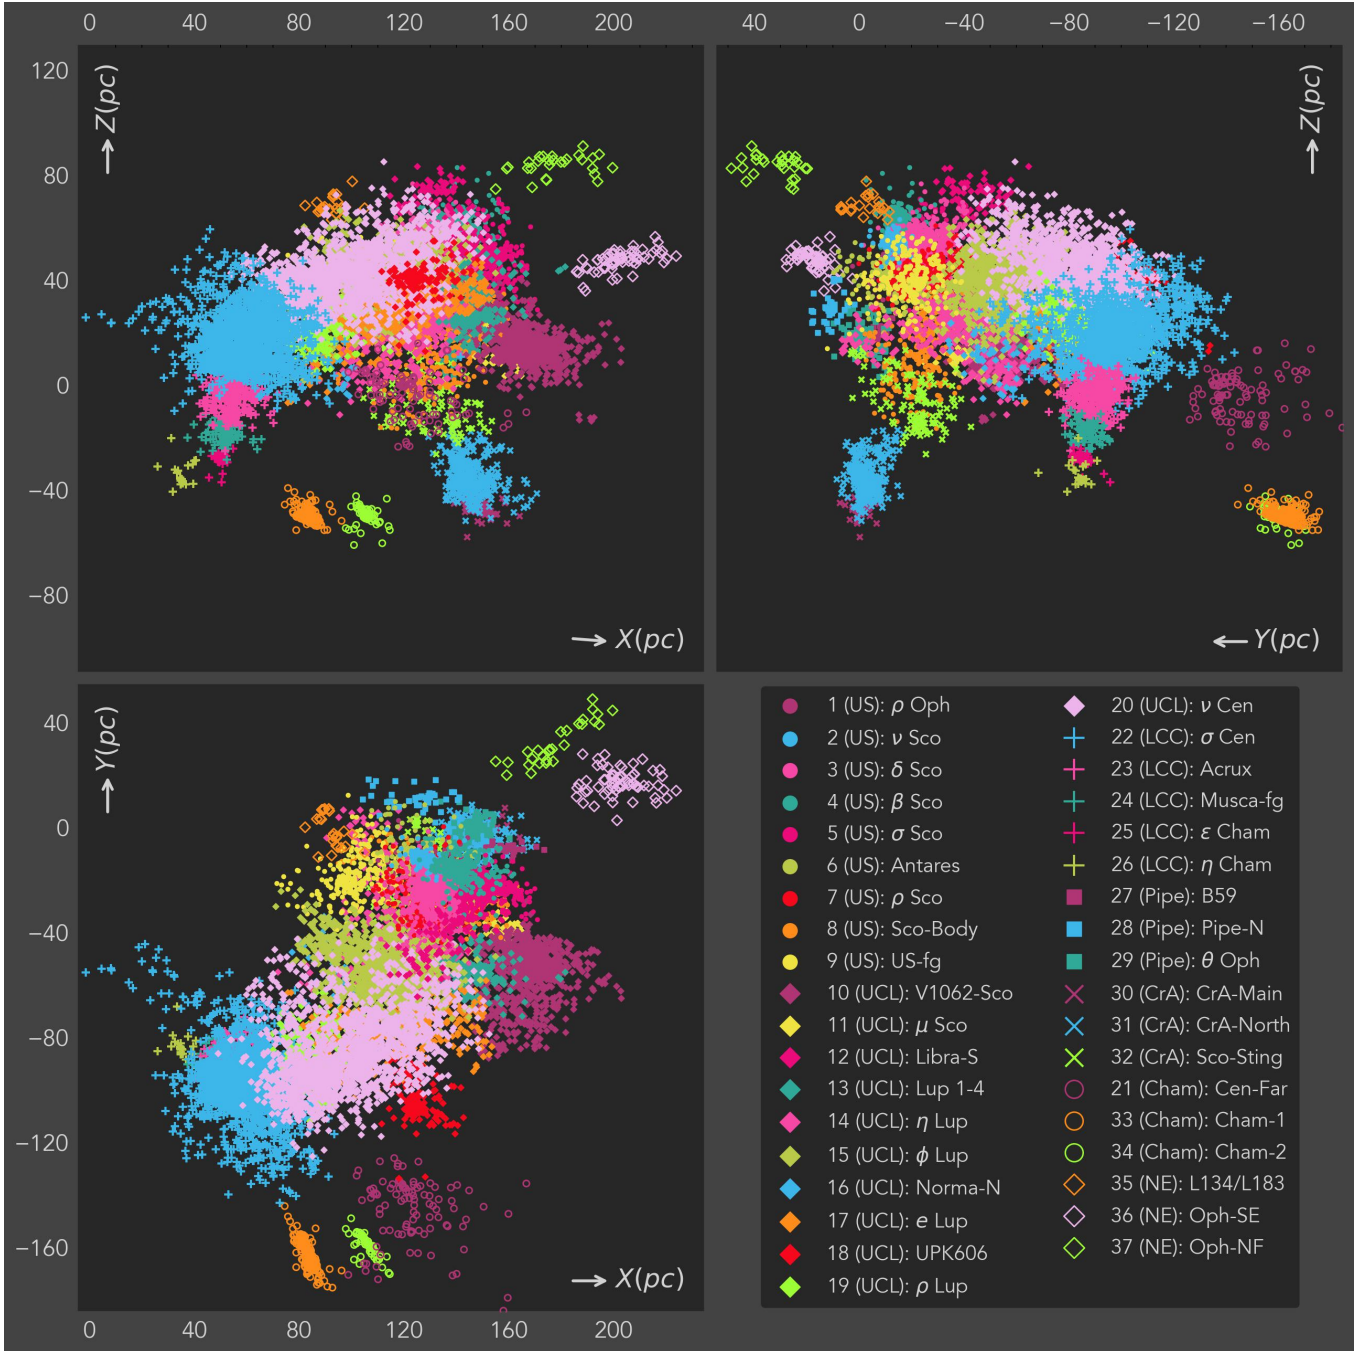 0 40 80 120 160 200
40 0 −40 −80 −120 −160
120
80
40
0
−40
−80
Z(pc)
X(pc)
Z(pc)
Y(pc)
40
0
−40
−80
−120
−160
Y(pc)
X(pc)
0 40 80 120 160 200
1 (US): ρ Oph
2 (US): ν Sco
3 (US): δ Sco
4 (US): β Sco
5 (US): σ Sco
6 (US): Antares
7 (US): ρ Sco
8 (US): Sco-Body
9 (US): US-fg
10 (UCL): V1062-Sco
11 (UCL): μ Sco
12 (UCL): Libra-S
13 (UCL): Lup 1-4
14 (UCL): η Lup
15 (UCL): ϕ Lup
16 (UCL): Norma-N
17 (UCL): e Lup
18 (UCL): UPK606
19 (UCL): ρ Lup
20 (UCL): ν Cen
22 (LCC): σ Cen
23 (LCC): Acrux
24 (LCC): Musca-fg
25 (LCC): ε Cham
26 (LCC): η Cham
27 (Pipe): B59
28 (Pipe): Pipe-N
29 (Pipe): θ Oph
30 (CrA): CrA-Main
31 (CrA): CrA-North
32 (CrA): Sco-Sting
21 (Cham): Cen-Far
33 (Cham): Cham-1
34 (Cham): Cham-2
35 (NE): L134/L183
36 (NE): Oph-SE
37 (NE): Oph-NF